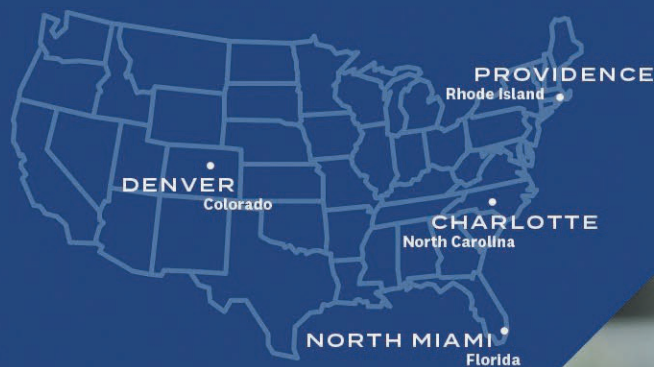 PROVIDENCE
Rhode Island
DENVER
Colorado
CHARLOTTE
North Carolina
NORTH MIAMI
Florida